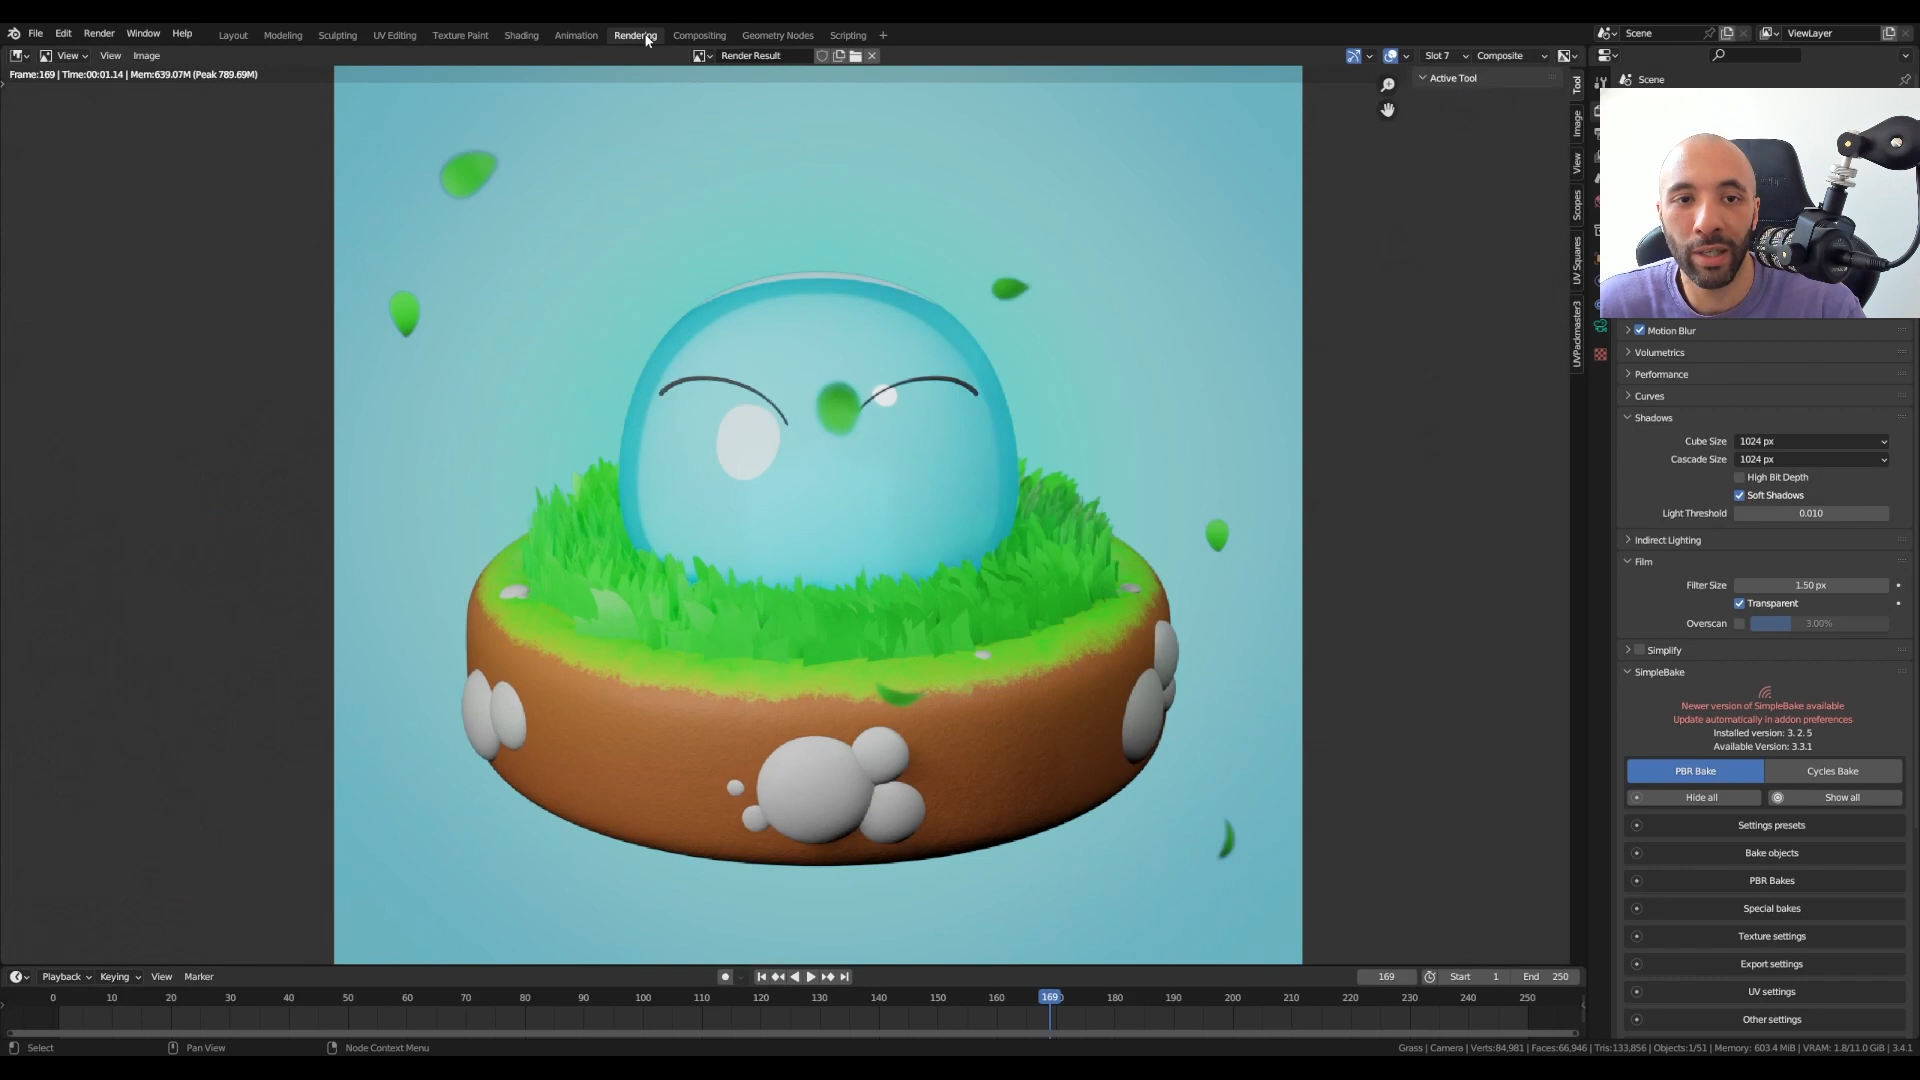 File Edit Render Window Help Layout Modeling Sculpting UV Editing Texture Paint Shading Animation Rendering Compositing Geometry Nodes Scripting + Scene ViewLayer
View View Image Render Result Slot 7 Composite
Frame:169 | Time:00:01.14 | Mem:639.07M (Peak 789.69M)
Active Tool
Scene
Tool
Image
View
Scopes
UV Squares
UVPackmaster3
Motion Blur
Volumetrics
Performance
Curves
Shadows
Cube Size 1024 px
Cascade Size 1024 px
High Bit Depth
Soft Shadows
Light Threshold 0.010
Indirect Lighting
Film
Filter Size 1.50 px
Transparent
Overscan 3.00%
Simplify
SimpleBake
Newer version of SimpleBake available
Update automatically in addon preferences
Installed version: 3. 2. 5
Available Version: 3.3.1
PBR Bake Cycles Bake
Hide all Show all
Settings presets
Bake objects
PBR Bakes
Special bakes
Texture settings
Export settings
UV settings
Other settings
Playback Keying View Marker 169 Start 1 End 250
0 10 20 30 40 50 60 70 80 90 100 110 120 130 140 150 160 169 180 190 200 210 220 230 240 250
Select Pan View Node Context Menu Grass | Camera | Verts:84,981 | Faces:66,946 | Tris:133,856 | Objects:1/51 | Memory: 603.4 MiB | VRAM: 1.8/11.0 GiB | 3.4.1